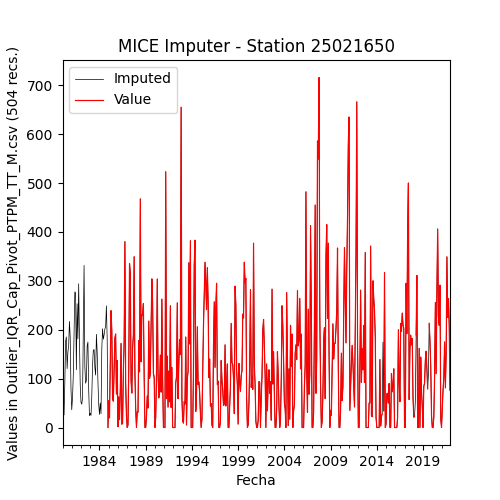 MICE Imputer - Station 25021650
Values in Outlier_IQR_Cap_Pivot_PTPM_TT_M.csv (504 recs.)
700
600
500
400
300
200
100
0
Imputed
Value
1984 1989 1994 1999 2004 2009 2014 2019
Fecha